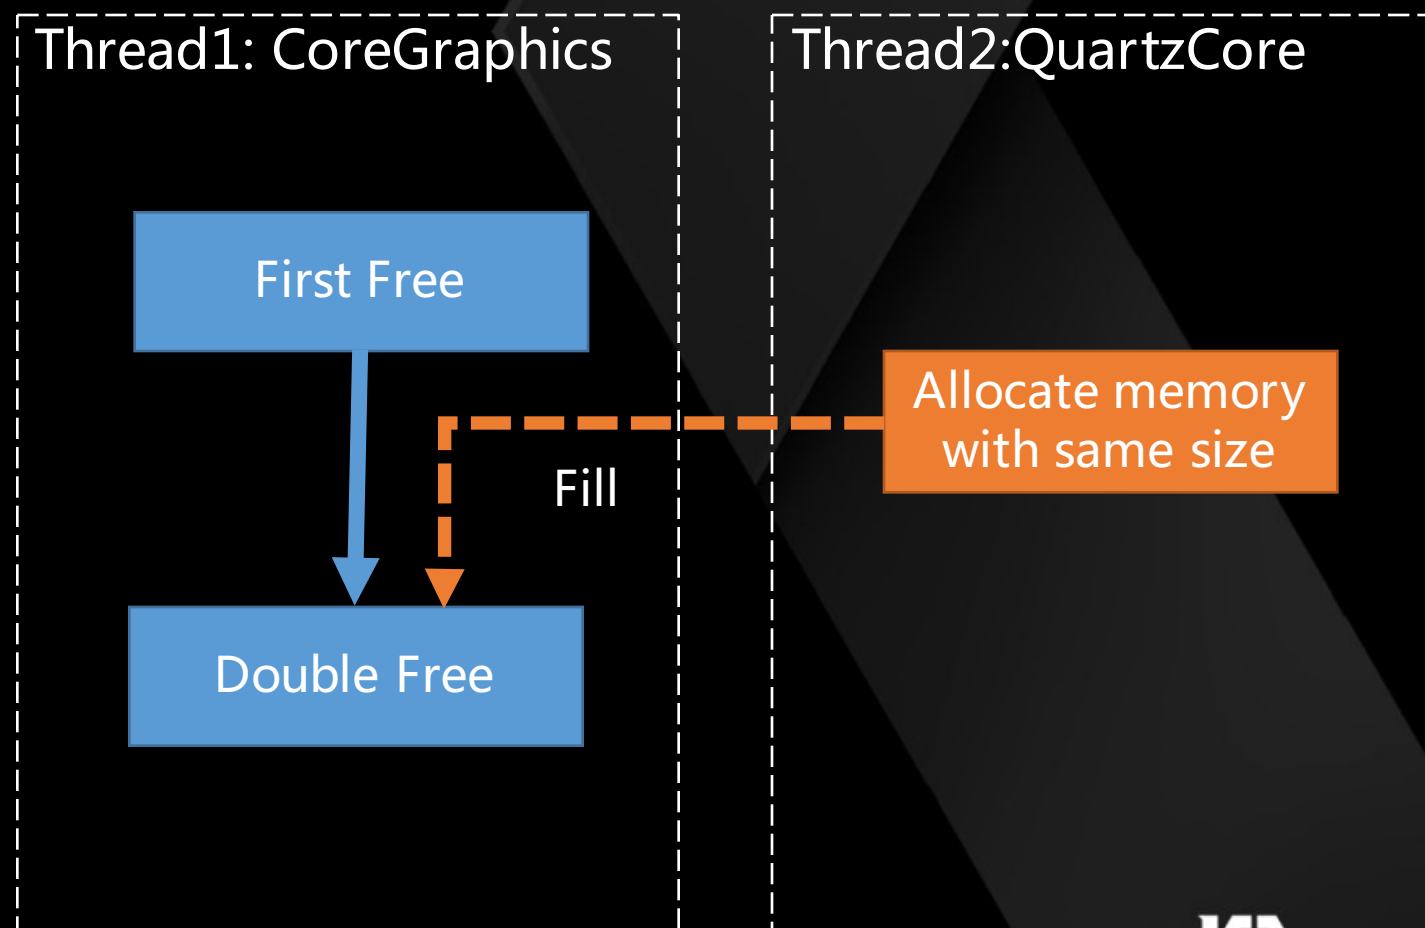 Thread1: CoreGraphics
Thread2:QuartzCore
First Free
Allocate memory
with same size
Fill
Double Free